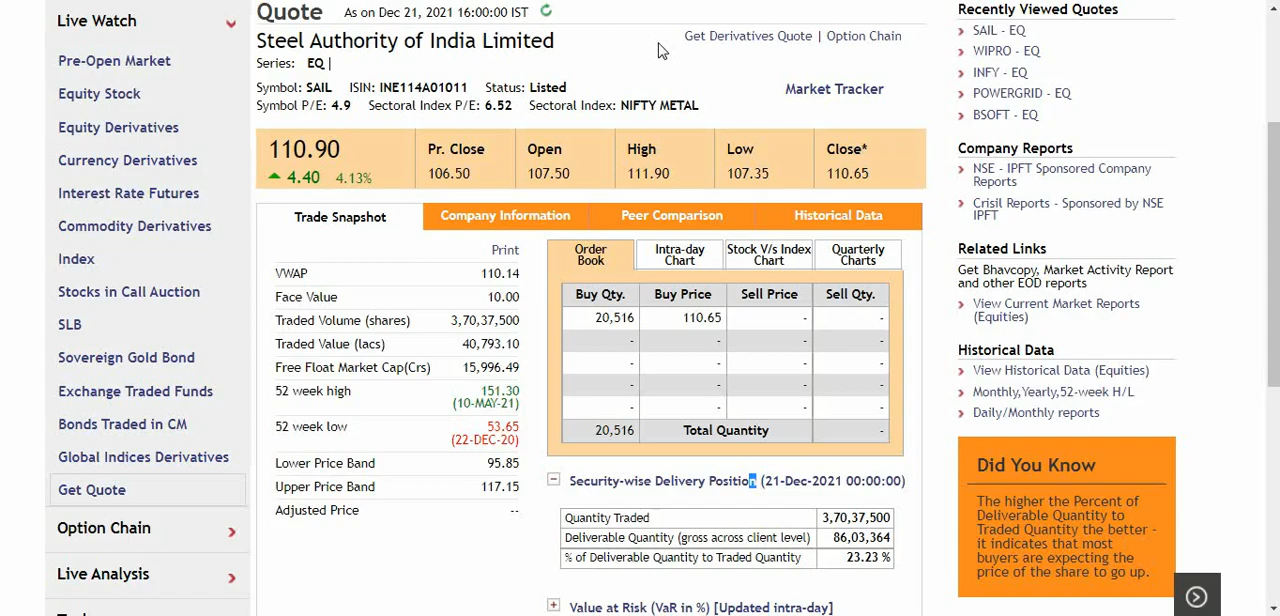 Live Watch
Pre-Open Market
Equity Stock
Equity Derivatives
Currency Derivatives
Interest Rate Futures
Commodity Derivatives
Index
Stocks in Call Auction
SLB
Sovereign Gold Bond
Exchange Traded Funds
Bonds Traded in CM
Global Indices Derivatives
Get Quote
Option Chain
Live Analysis
Quote As on Dec 21, 2021 16:00:00 IST
Steel Authority of India Limited
Get Derivatives Quote | Option Chain
Series: EQ |
Symbol: SAIL ISIN: INE114A01011 Status: Listed
Symbol P/E: 4.9 Sectoral Index P/E: 6.52 Sectoral Index: NIFTY METAL
Market Tracker
110.90 Pr. Close Open High Low Close*
4.40 4.13% 106.50 107.50 111.90 107.35 110.65
Trade Snapshot Company Information Peer Comparison Historical Data
Print
VWAP 110.14
Face Value 10.00
Traded Volume (shares) 3,70,37,500
Traded Value (lacs) 40,793.10
Free Float Market Cap(Crs) 15,996.49
52 week high 151.30
(10-MAY-21)
52 week low 53.65
(22-DEC-20)
Lower Price Band 95.85
Upper Price Band 117.15
Adjusted Price --
Order Intra-day Stock V/s Index Quarterly
Book Chart Chart Charts
Buy Qty. Buy Price Sell Price Sell Qty.
20,516 110.65 - -
- - - -
- - - -
- - - -
- - - -
20,516 Total Quantity -
Security-wise Delivery Position (21-Dec-2021 00:00:00)
Quantity Traded 3,70,37,500
Deliverable Quantity (gross across client level) 86,03,364
% of Deliverable Quantity to Traded Quantity 23.23 %
Value at Risk (VaR in %) [Updated intra-day]
Recently Viewed Quotes
SAIL - EQ
WIPRO - EQ
INFY - EQ
POWERGRID - EQ
BSOFT - EQ
Company Reports
NSE - IPFT Sponsored Company
Reports
Crisil Reports - Sponsored by NSE
IPFT
Related Links
Get Bhavcopy, Market Activity Report
and other EOD reports
View Current Market Reports
(Equities)
Historical Data
View Historical Data (Equities)
Monthly,Yearly,52-week H/L
Daily/Monthly reports
Did You Know
The higher the Percent of
Deliverable Quantity to
Traded Quantity the better -
it indicates that most
buyers are expecting the
price of the share to go up.